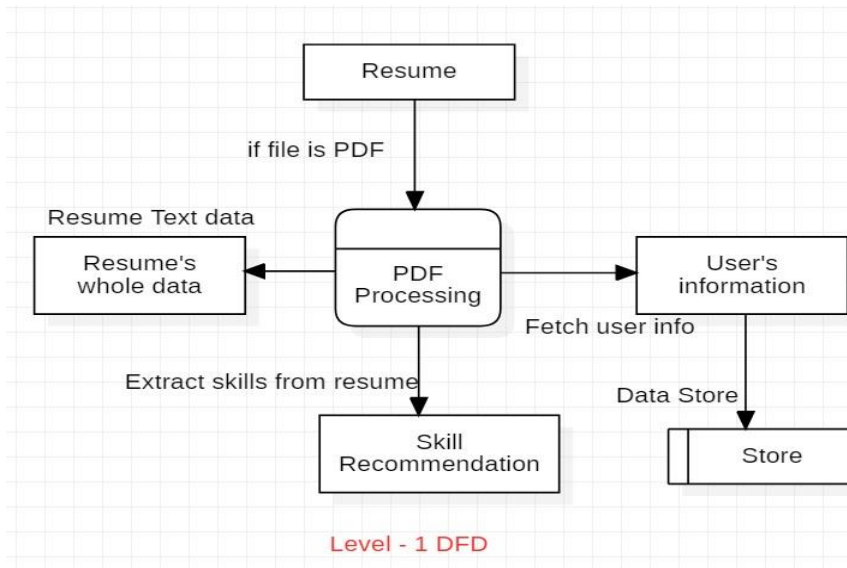 Resume
if file is PDF
Resume Text data
Resume's
whole data
PDF
Processing
User's
information
Fetch user info
Extract skills from resume
Data Store
Skill
Recommendation
Store
Level - 1 DFD